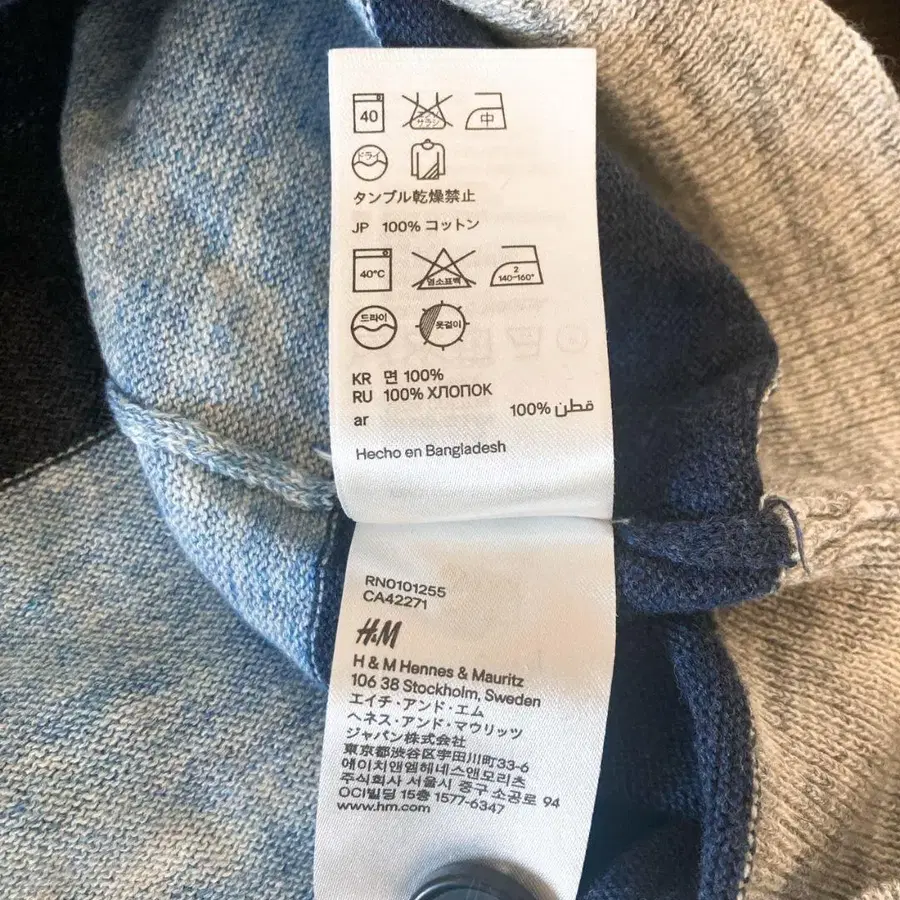 40
サラシ
中
ドライ
タンブル乾燥禁止
JP 100% コットン
40°C
염소표백
2
140-160°
드라이
옷걸이
KR 면 100%
RU 100% ХЛОПОК
ar قطن 100%
Hecho en Bangladesh
RN0101255
CA42271
H&M
H & M Hennes & Mauritz
106 38 Stockholm, Sweden
エイチ・アンド・エム
ヘネス・アンド・マウリッツ
ジャパン株式会社
東京都渋谷区宇田川町33-6
에이치앤엠헤네스앤모리츠
주식회사 서울시 중구 소공로 94
OCI빌딩 15층 1577-6347
www.hm.com